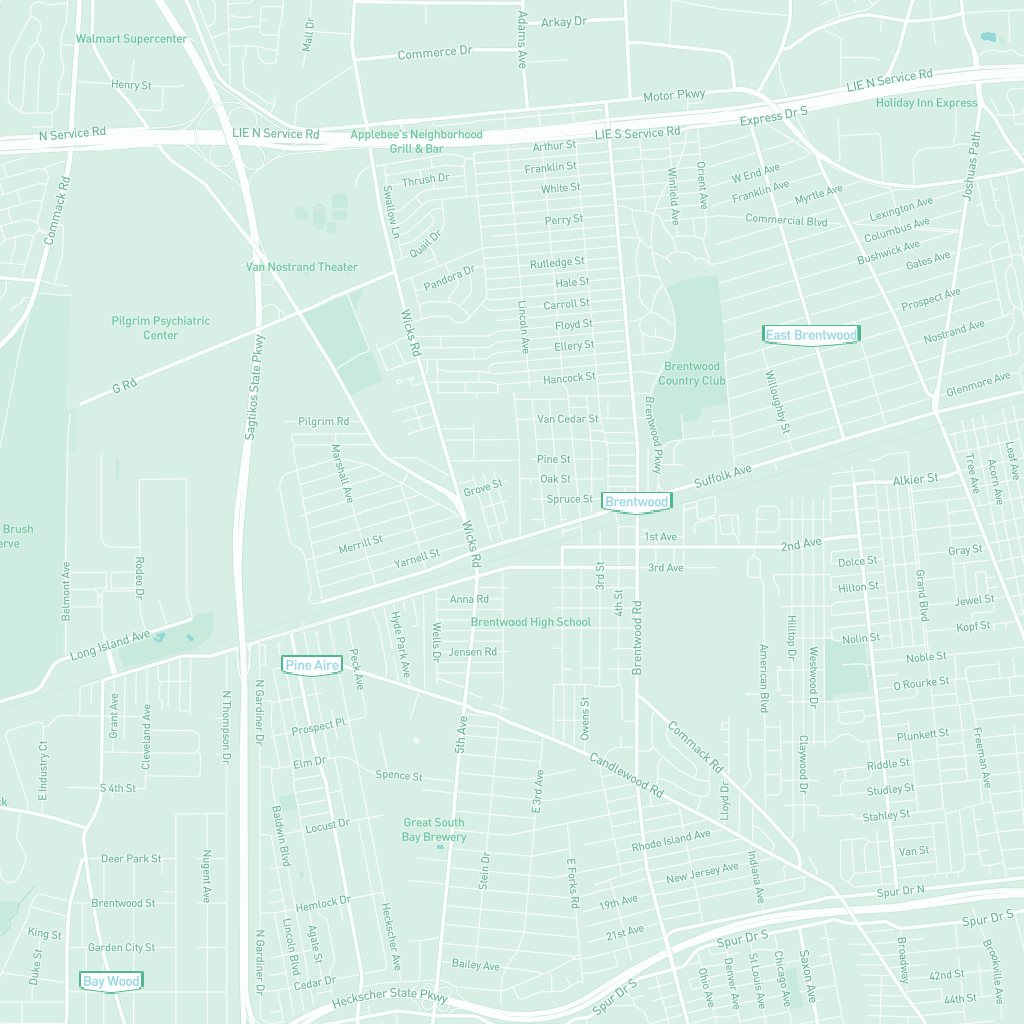 Walmart Supercenter
Mall Dr
Commerce Dr
Adams Ave
Arkay Dr
Henry St
N Service Rd
LIE N Service Rd
Applebee's Neighborhood
Grill & Bar
Motor Pkwy
LIE S Service Rd
Express Dr S
LIE N Service Rd
Holiday Inn Express
Commack Rd
Thrush Dr
Swallow Ln
Quail Dr
Pandora Dr
Arthur St
Franklin St
White St
Perry St
Rutledge St
Hale St
Carroll St
Floyd St
Ellery St
Hancock St
Winfield Ave
Orient Ave
W End Ave
Franklin Ave
Myrtle Ave
Commercial Blvd
Lexington Ave
Columbus Ave
Bushwick Ave
Gates Ave
Joshuas Path
Prospect Ave
Nostrand Ave
Glenmore Ave
Van Nostrand Theater
Pilgrim Psychiatric
Center
G Rd
Sagtikos State Pkwy
Wicks Rd
Lincoln Ave
East Brentwood
Brentwood
Country Club
Willoughby St
Brentwood Pkwy
Pilgrim Rd
Marshall Ave
Van Cedar St
Pine St
Oak St
Spruce St
Grove St
Suffolk Ave
Brentwood
Alkier St
Tree Ave
Acorn Ave
Leaf Ave
Brush
erve
Merrill St
Yarnell St
Wicks Rd
1st Ave
2nd Ave
3rd Ave
3rd St
4th St
Dolce St
Hilton St
Gray St
Jewel St
Kopf St
Grand Blvd
Nolin St
Noble St
O Rourke St
Belmont Ave
Rodeo Dr
Long Island Ave
Anna Rd
Hyde Park Ave
Wells Dr
Jensen Rd
Brentwood High School
Brentwood Rd
Hilltop Dr
Westwood Dr
American Blvd
Pine Aire
Peck Ave
Grant Ave
Cleveland Ave
N Thompson Dr
N Gardiner Dr
Prospect Pl
Elm Dr
5th Ave
Owens St
Commack Rd
Claywood Dr
Plunkett St
Freeman Ave
Riddle St
Studley St
Stahley St
E Industry Ct
S 4th St
Spence St
Candlewood Rd
E 3rd Ave
Lloyd Dr
Great South
Bay Brewery
Baldwin Blvd
Locust Dr
Rhode Island Ave
New Jersey Ave
Indiana Ave
Van St
Deer Park St
Nugent Ave
Stein Dr
E Forks Rd
19th Ave
21st Ave
Spur Dr N
Spur Dr S
Spur Dr S
Brentwood St
King St
Duke St
Garden City St
Bay Wood
Hemlock Dr
Heckscher Ave
Lincoln Blvd
Agate St
Cedar Dr
N Gardiner Dr
Bailey Ave
Heckscher State Pkwy
Spur Dr S
Ohio Ave
Denver Ave
St Louis Ave
Chicago Ave
Saxon Ave
Broadway
42nd St
44th St
Brookville Ave